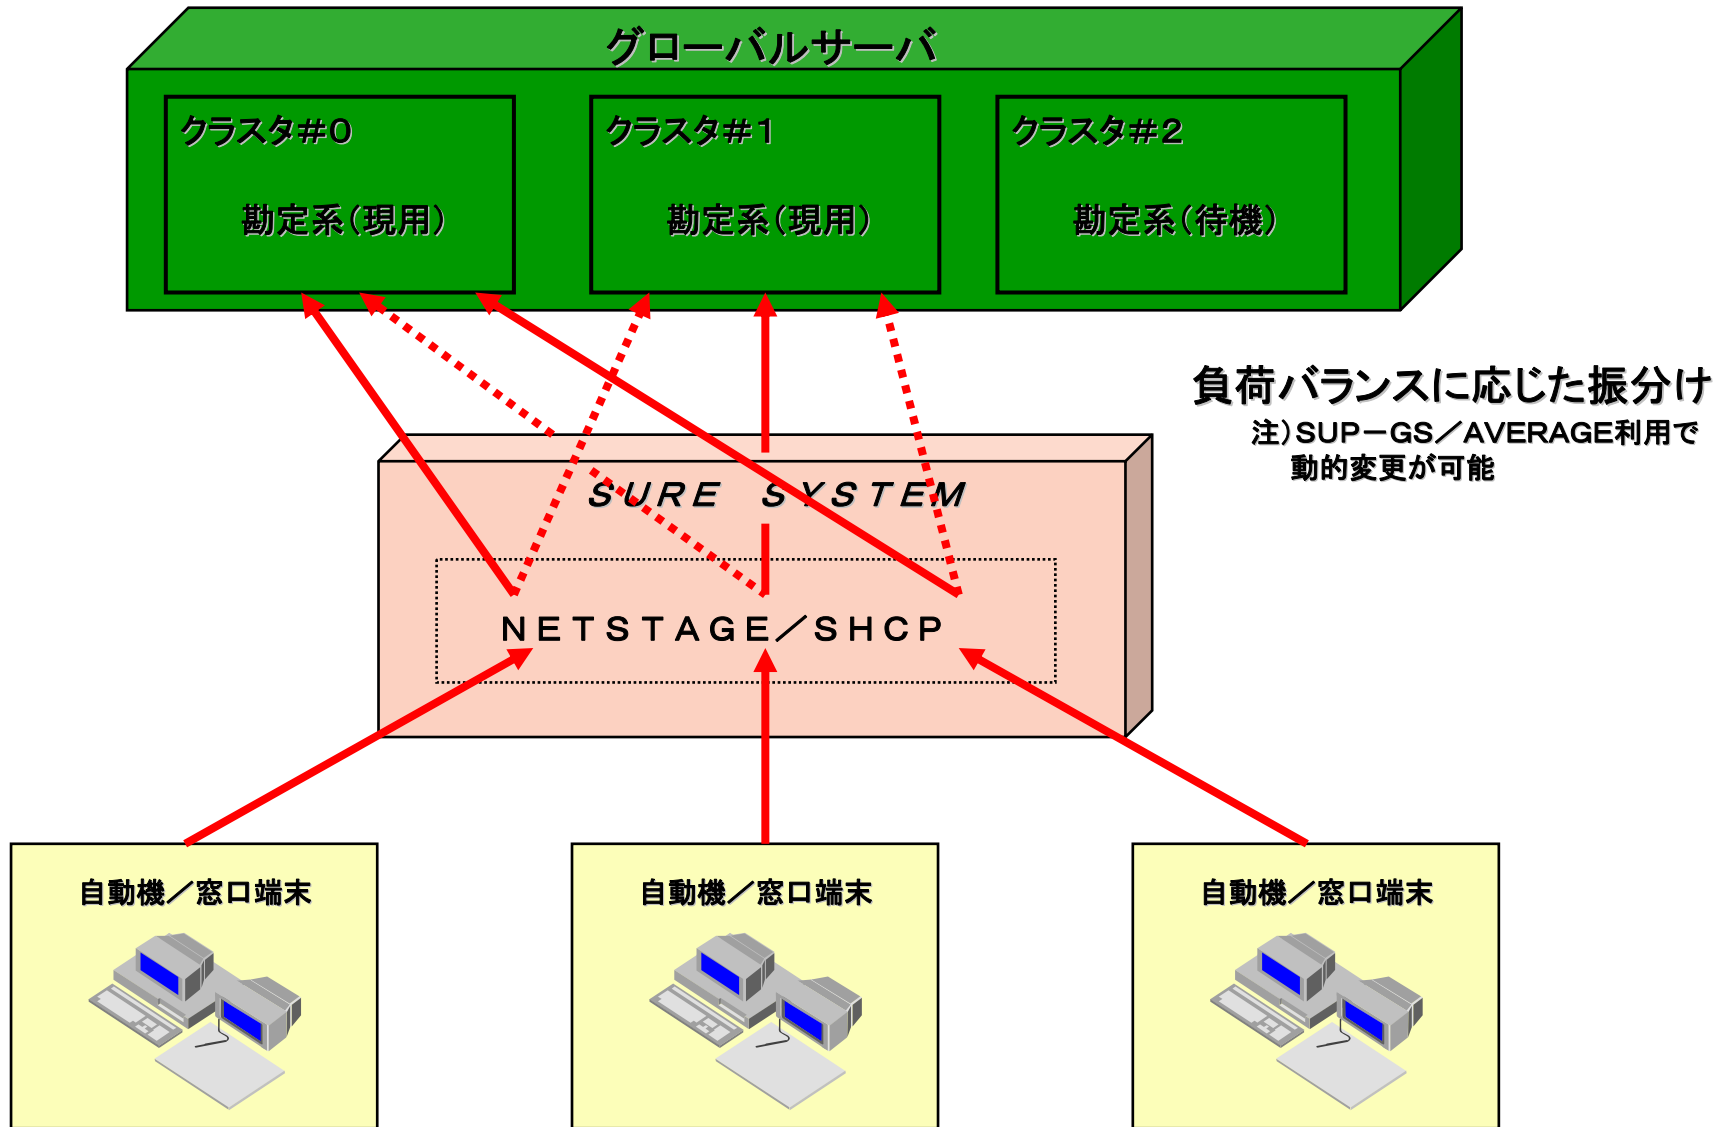 グローバルサーバ
クラスタ＃０
クラスタ＃１
クラスタ＃２
勘定系（現用）
勘定系（現用）
勘定系（待機）
負荷バランスに応じた振分け
注）ＳＵＰ－ＧＳ／ＡＶＥＲＡＧＥ利用で
動的変更が可能
ＳＵＲＥ　ＳＹＳＴＥＭ
ＮＥＴＳＴＡＧＥ／ＳＨＣＰ
自動機／窓口端末
自動機／窓口端末
自動機／窓口端末